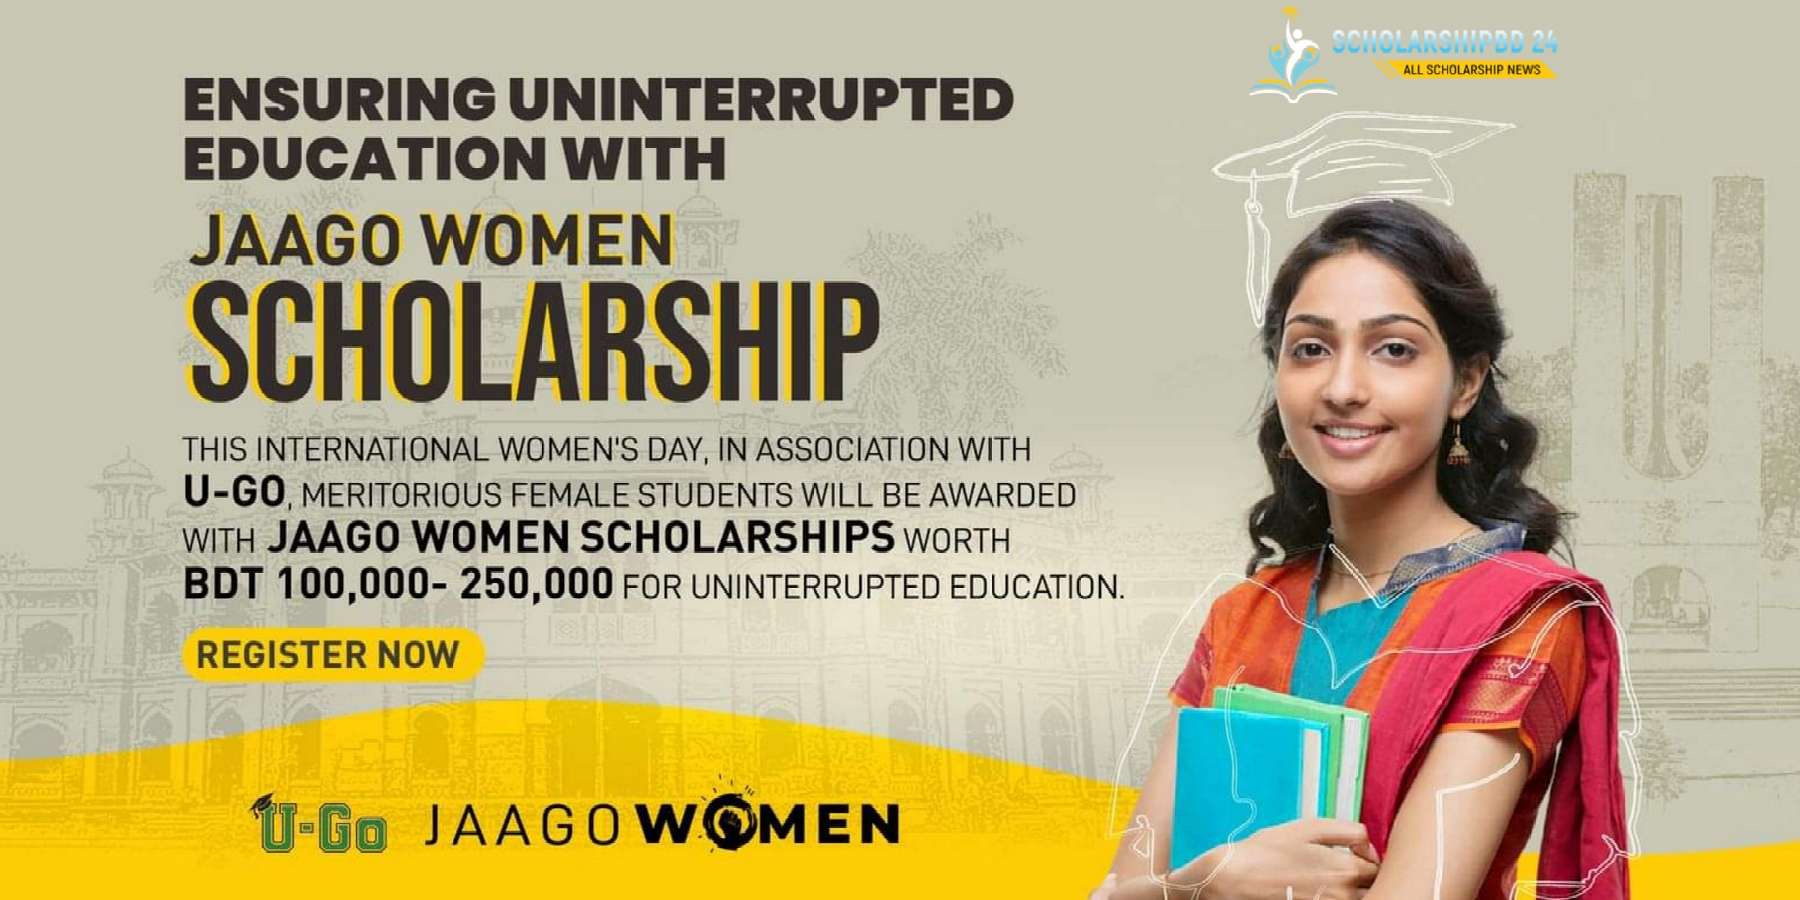 SCHOLARSHIPBD 24
ALL SCHOLARSHIP NEWS
ENSURING UNINTERRUPTED
EDUCATION WITH
JAAGO WOMEN
SCHOLARSHIP
THIS INTERNATIONAL WOMEN'S DAY, IN ASSOCIATION WITH
U-GO, MERITORIOUS FEMALE STUDENTS WILL BE AWARDED
WITH JAAGO WOMEN SCHOLARSHIPS WORTH
BDT 100,000- 250,000 FOR UNINTERRUPTED EDUCATION.
REGISTER NOW
U-Go JAAGO WOMEN